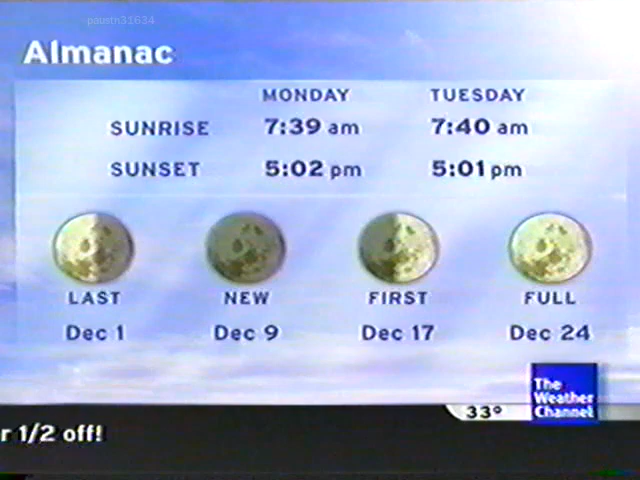 paustn31634
Almanac
MONDAY TUESDAY
SUNRISE 7:39 am 7:40 am
SUNSET 5:02 pm 5:01 pm
LAST NEW FIRST FULL
Dec 1 Dec 9 Dec 17 Dec 24
The
Weather
Channel
33°
r 1/2 off!